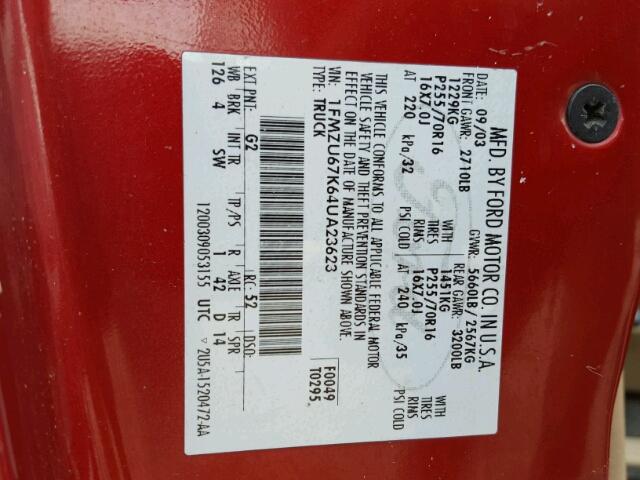 MFD. BY FORD MOTOR CO. IN U.S.A.
DATE: 09/03 GVWR: 5660LB/ 2567KG
FRONT GAWR: 2710LB REAR GAWR: 3200LB
1229KG WITH 1451KG WITH
P255/70R16 TIRES P255/70R16 TIRES
16X7.0J RIMS 16X7.0J RIMS
AT 220 kPa/32 PSI COLD AT 240 kPa/35 PSI COLD
THIS VEHICLE CONFORMS TO ALL APPLICABLE FEDERAL MOTOR
VEHICLE SAFETY AND THEFT PREVENTION STANDARDS IN
EFFECT ON THE DATE OF MANUFACTURE SHOWN ABOVE.
VIN: 1FMZU67K64UA23623 F0049
TYPE: TRUCK T0295
EXT PNT: G2 RC: 52 DSO:
WB BRK INT TR TP/PS R AXLE TR SPR
126 4 SW 1 42 D 14
1200309053155 UTC ▽ 2U5A-1520472-AA